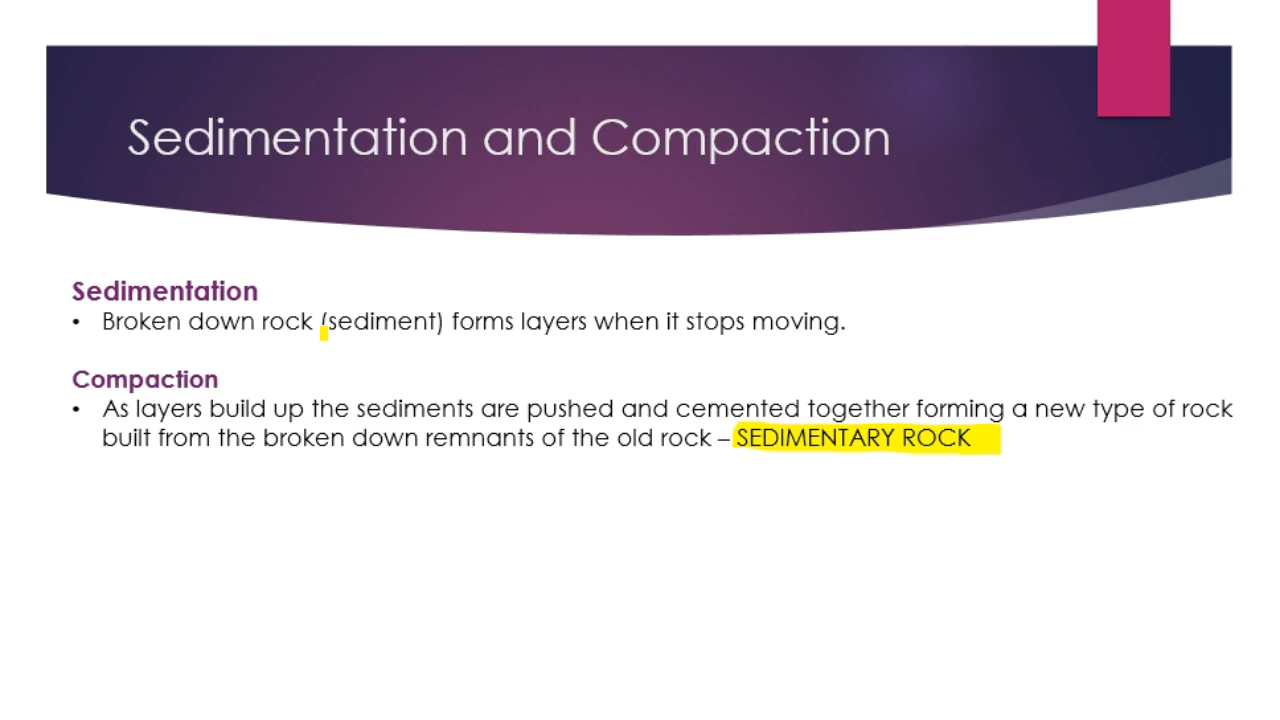 Sedimentation and Compaction
Sedimentation
• Broken down rock (sediment) forms layers when it stops moving.
Compaction
• As layers build up the sediments are pushed and cemented together forming a new type of rock
built from the broken down remnants of the old rock – SEDIMENTARY ROCK